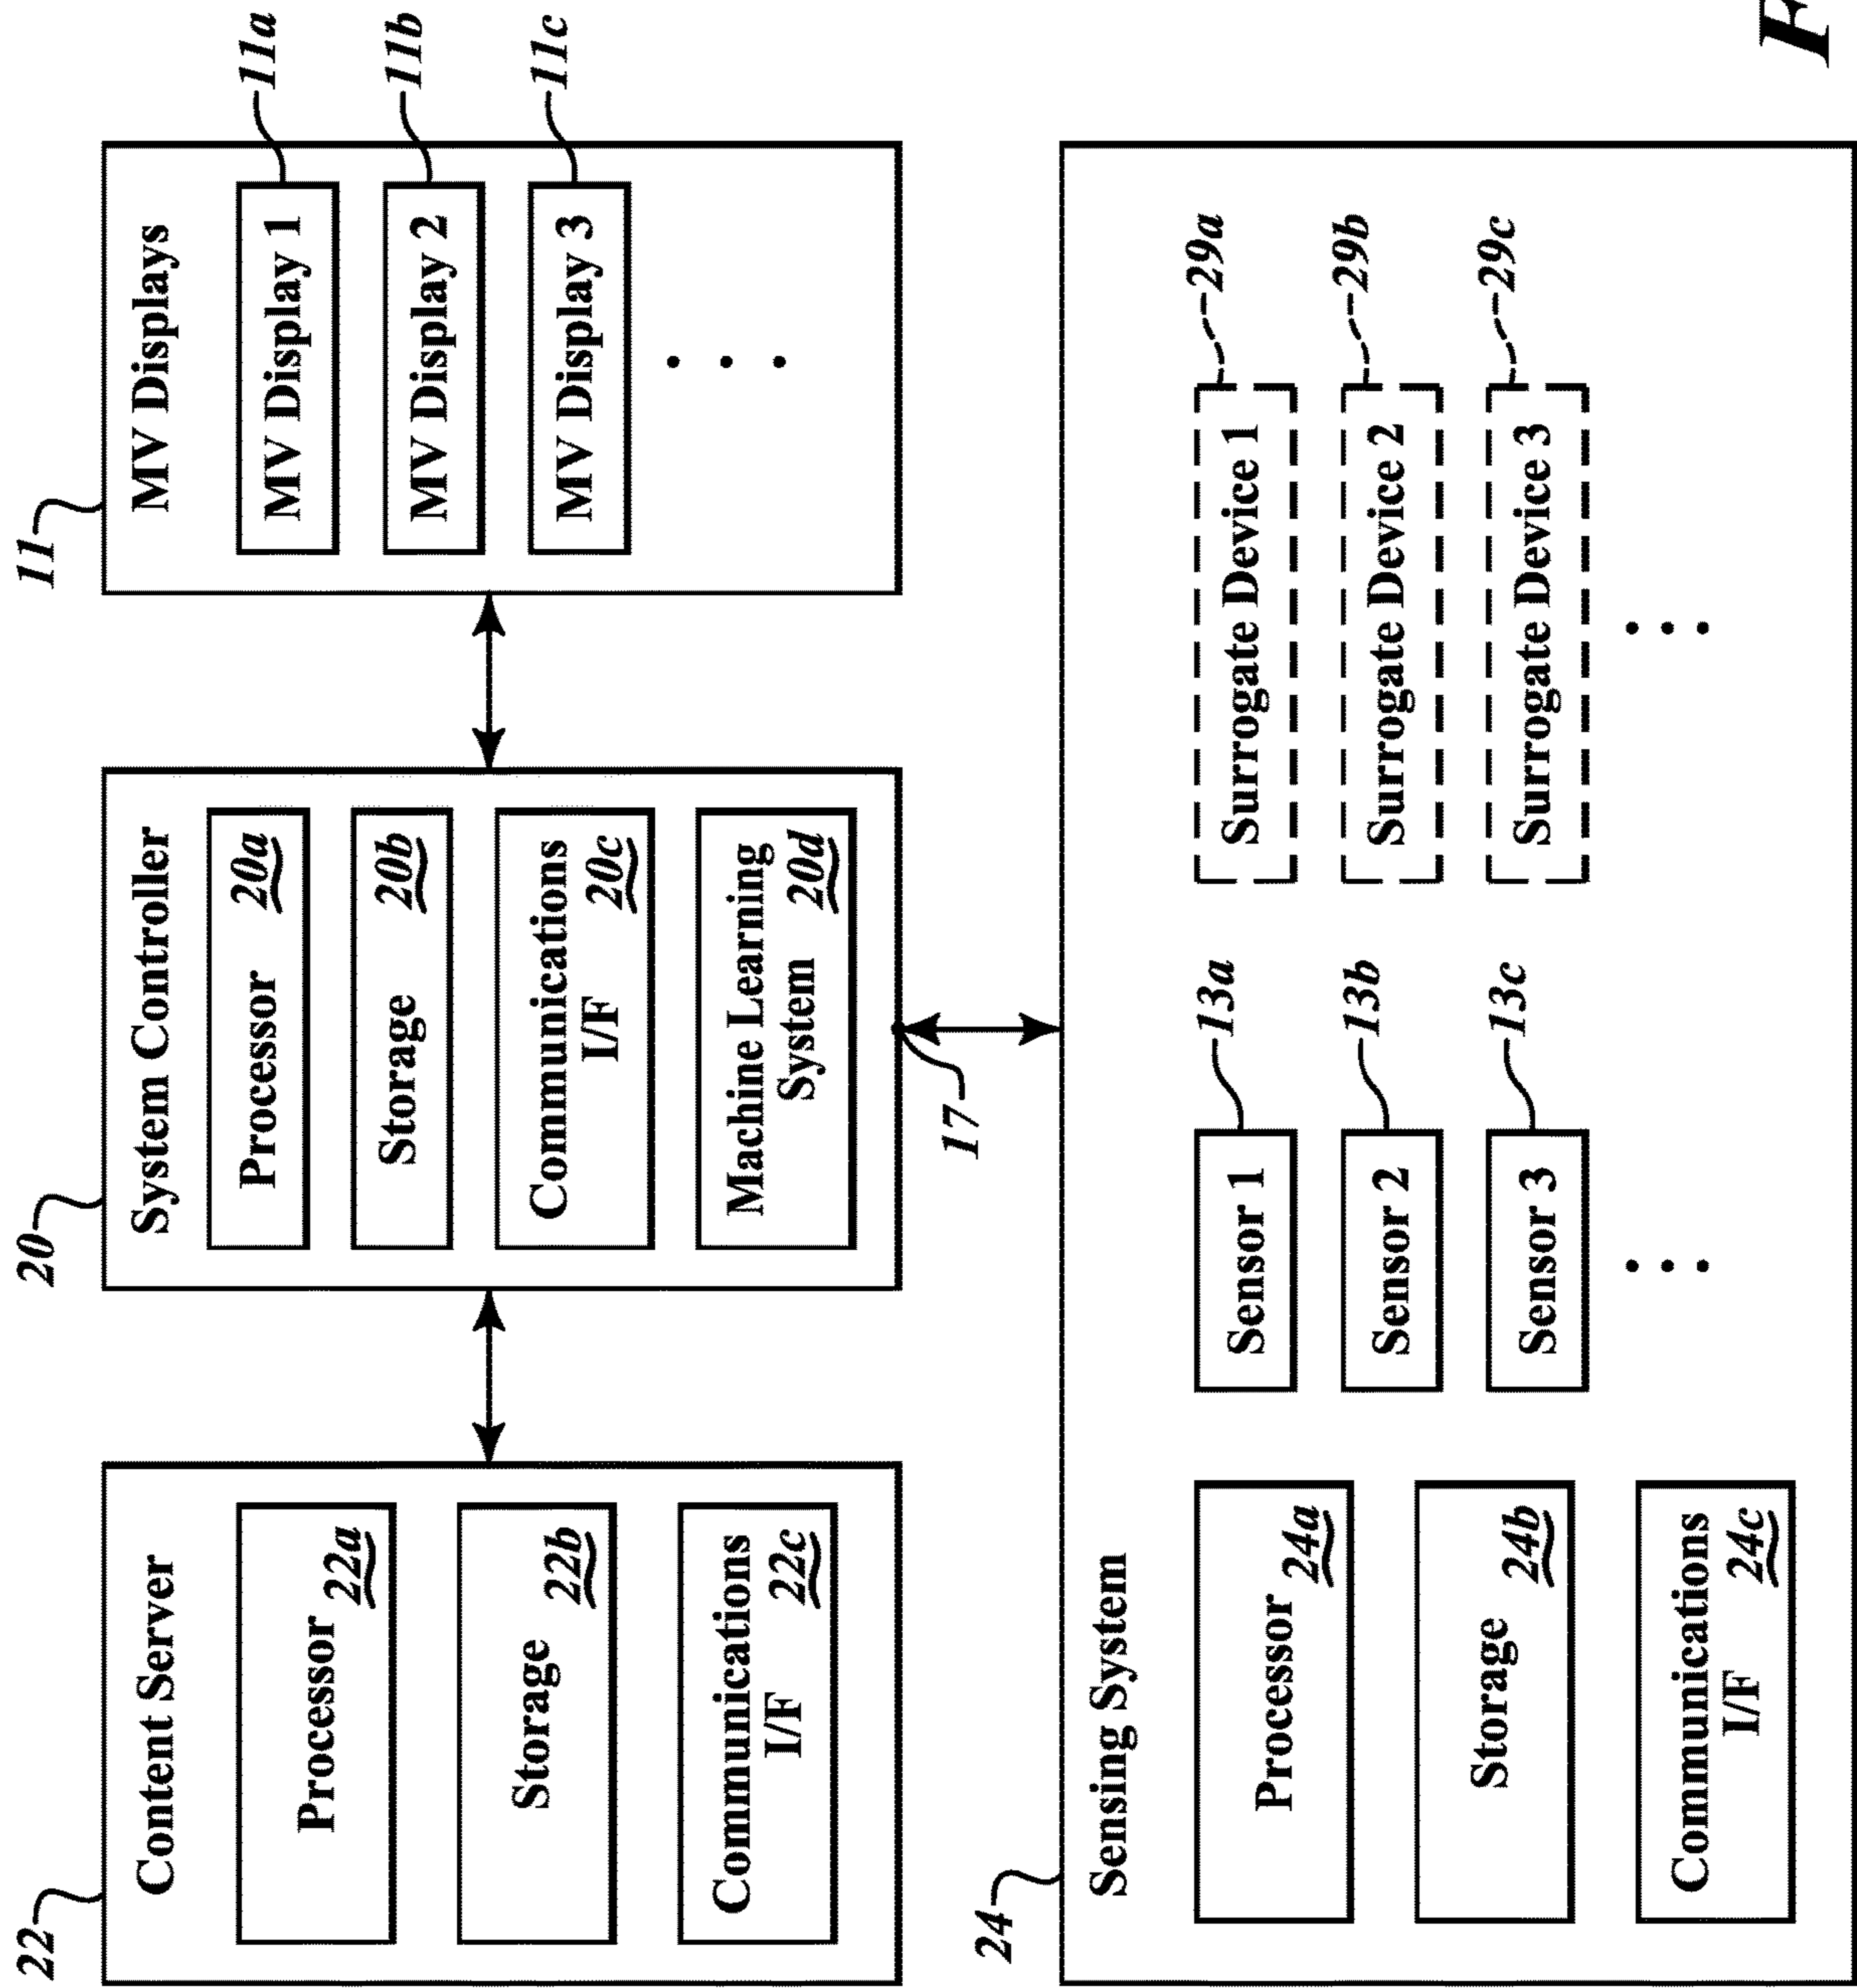 22
Content Server
Processor
22a
Storage
22b
Communications
I/F
22c
20
System Controller
Processor
20a
Storage
20b
Communications
I/F
20c
Machine Learning
System
20d
11
MV Displays
MV Display 1
11a
MV Display 2
11b
MV Display 3
11c
17
24
Sensing System
Processor
24a
Storage
24b
Communications
I/F
24c
Sensor 1
13a
Sensor 2
13b
Sensor 3
13c
Surrogate Device 1
29a
Surrogate Device 2
29b
Surrogate Device 3
29c
F